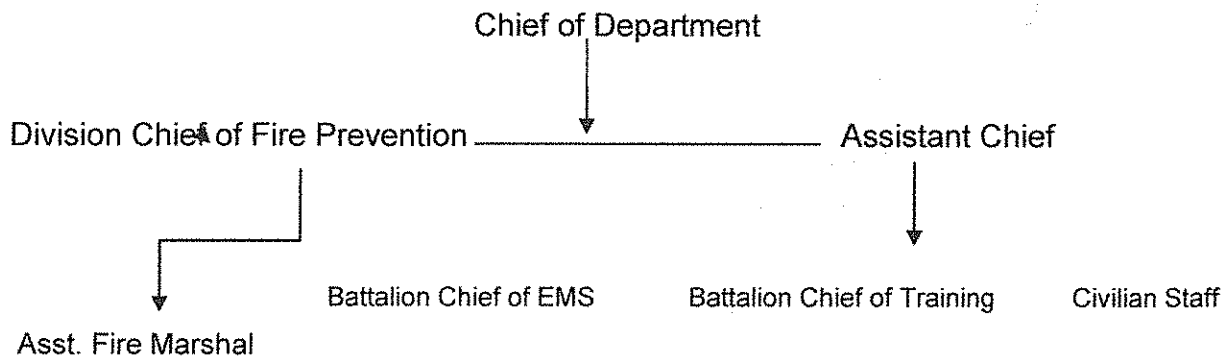 Chief of Department
Division Chief of Fire Prevention
Assistant Chief
Battalion Chief of EMS
Battalion Chief of Training
Civilian Staff
Asst. Fire Marshal